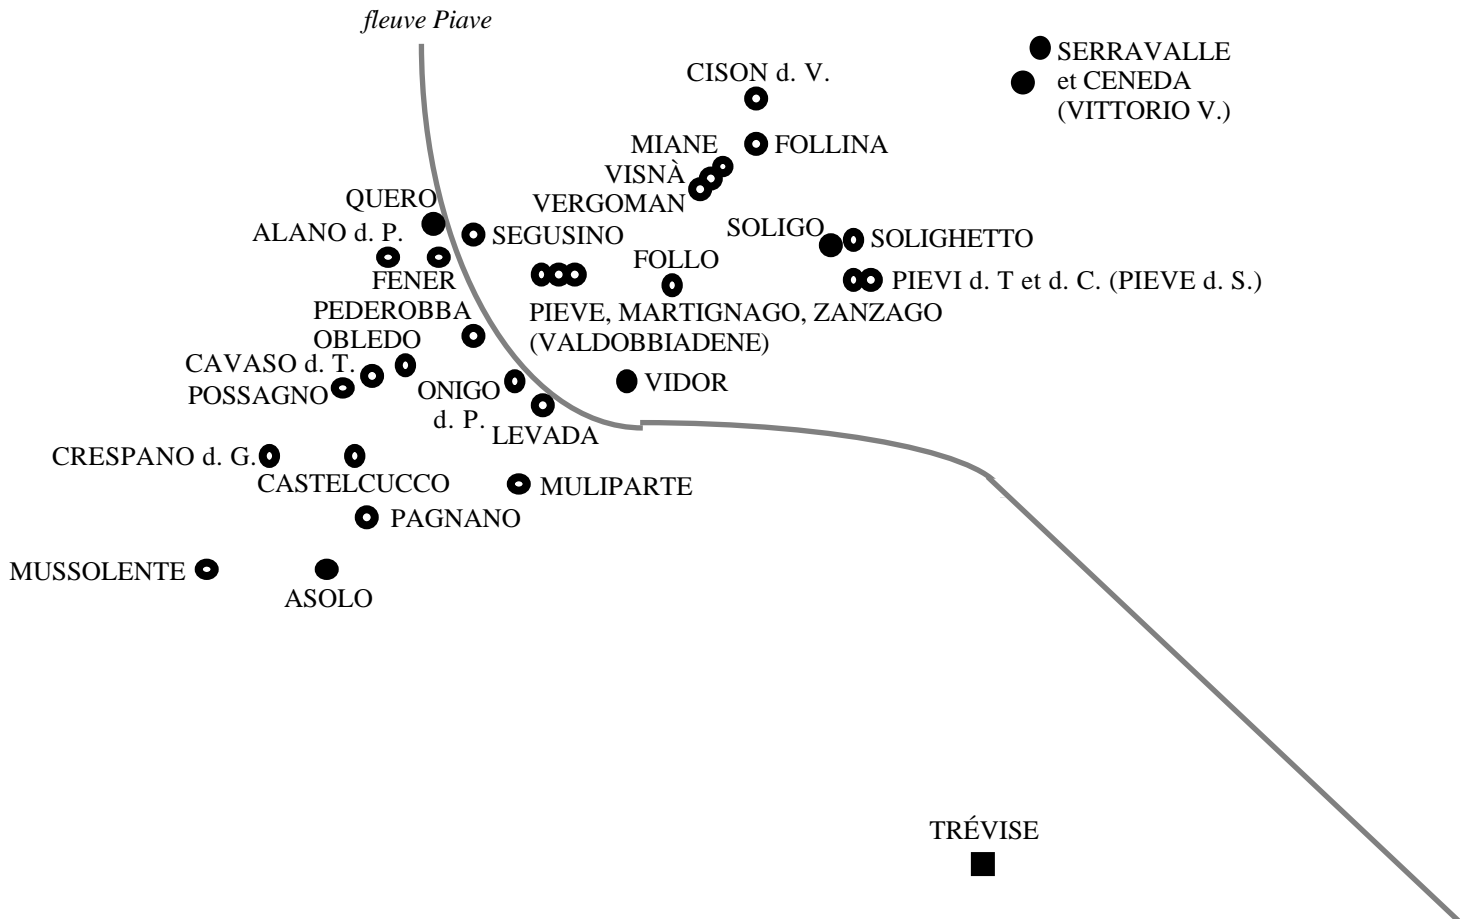 fleuve Piave
SERRAVALLE
et CENEDA
(VITTORIO V.)
CISON d. V.
MIANE
FOLLINA
VISNÀ
VERGOMAN
QUERO
ALANO d. P.
SEGUSINO
SOLIGO
SOLIGHETTO
FENER
FOLLO
PIEVI d. T et d. C. (PIEVE d. S.)
PEDEROBBA
PIEVE, MARTIGNAGO, ZANZAGO
(VALDOBBIADENE)
OBLEDO
CAVASO d. T.
POSSAGNO
ONIGO
d. P.
VIDOR
LEVADA
CRESPANO d. G.
CASTELCUCCO
MULIPARTE
PAGNANO
MUSSOLENTE
ASOLO
TRÉVISE